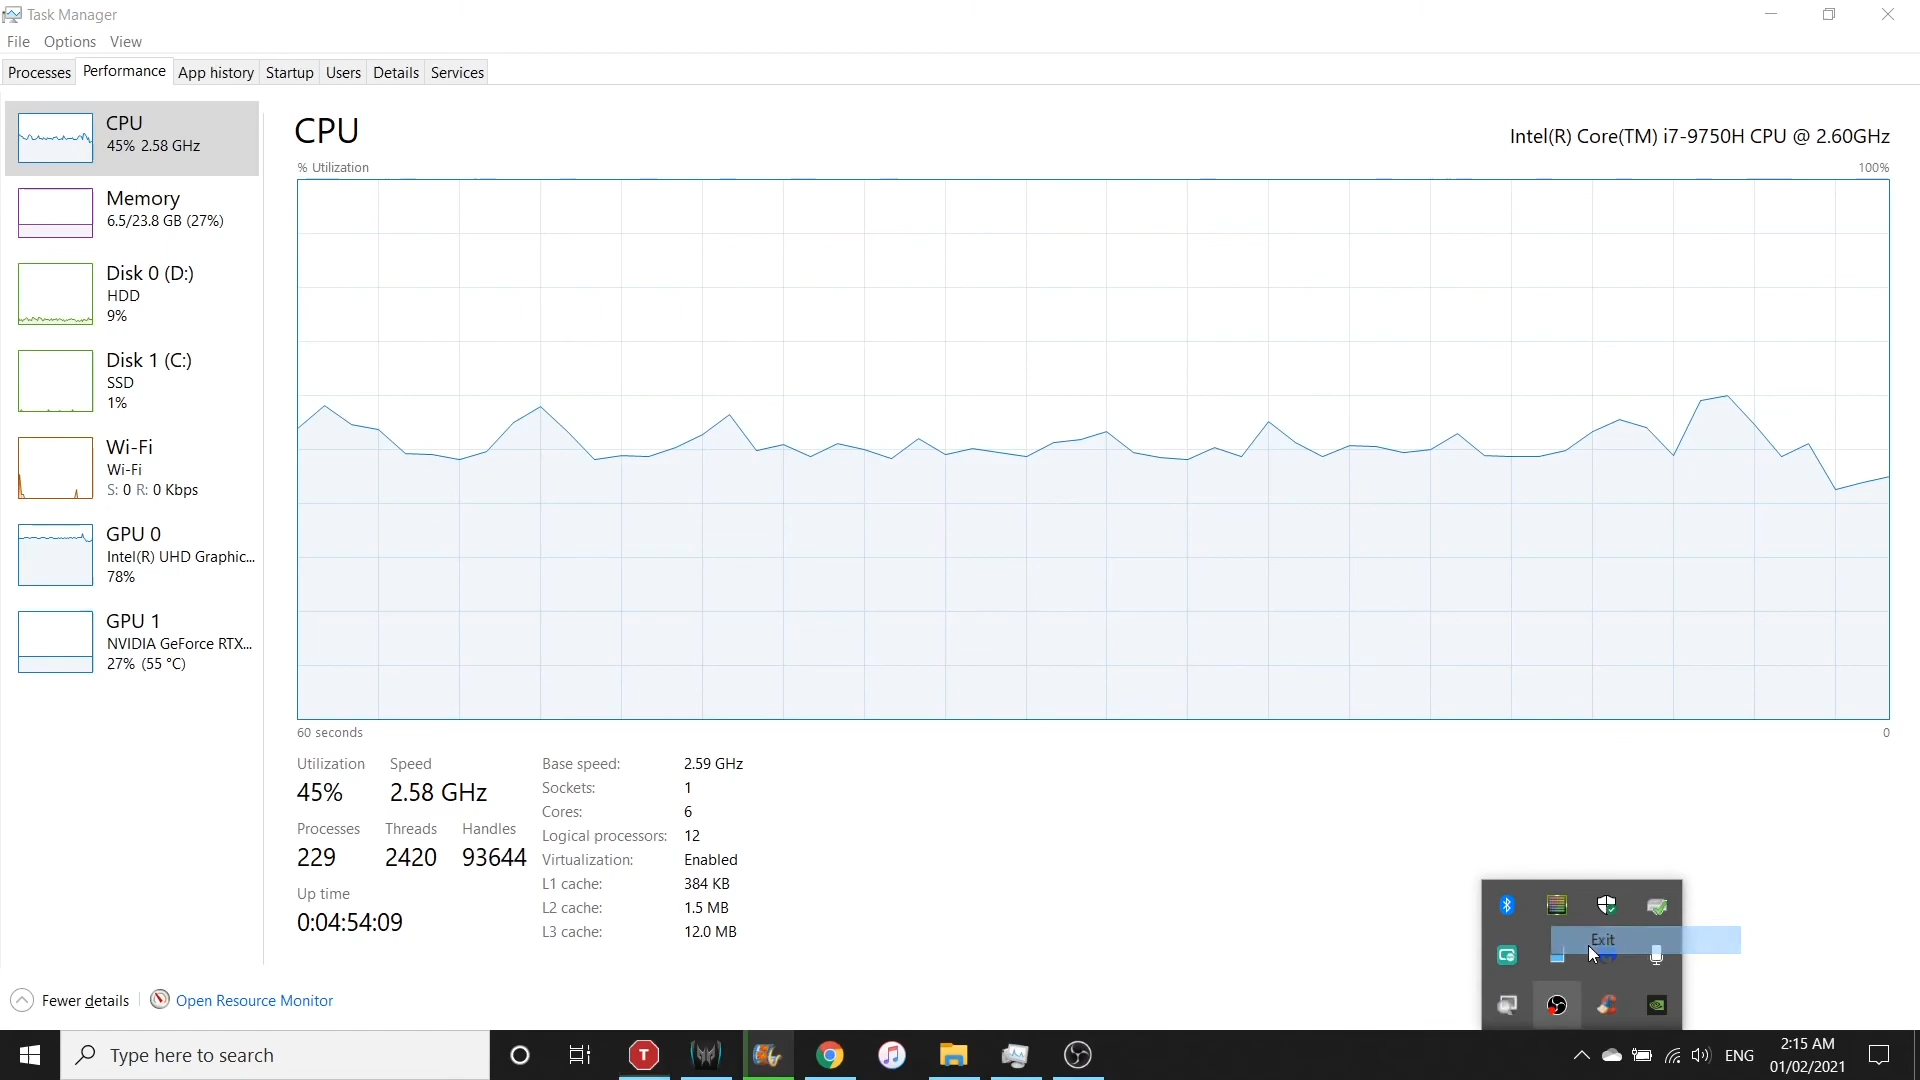 Task Manager
File Options View
Processes Performance App history Startup Users Details Services
CPU
45% 2.58 GHz
Memory
6.5/23.8 GB (27%)
Disk 0 (D:)
HDD
9%
Disk 1 (C:)
SSD
1%
Wi-Fi
Wi-Fi
S: 0 R: 0 Kbps
GPU 0
Intel(R) UHD Graphic...
78%
GPU 1
NVIDIA GeForce RTX...
27% (55 °C)
CPU
Intel(R) Core(TM) i7-9750H CPU @ 2.60GHz
% Utilization
100%
60 seconds
0
Utilization Speed
45% 2.58 GHz
Processes Threads Handles
229 2420 93644
Up time
0:04:54:09
Base speed: 2.59 GHz
Sockets: 1
Cores: 6
Logical processors: 12
Virtualization: Enabled
L1 cache: 384 KB
L2 cache: 1.5 MB
L3 cache: 12.0 MB
Exit
Fewer details Open Resource Monitor
Type here to search
T
ENG
2:15 AM
01/02/2021